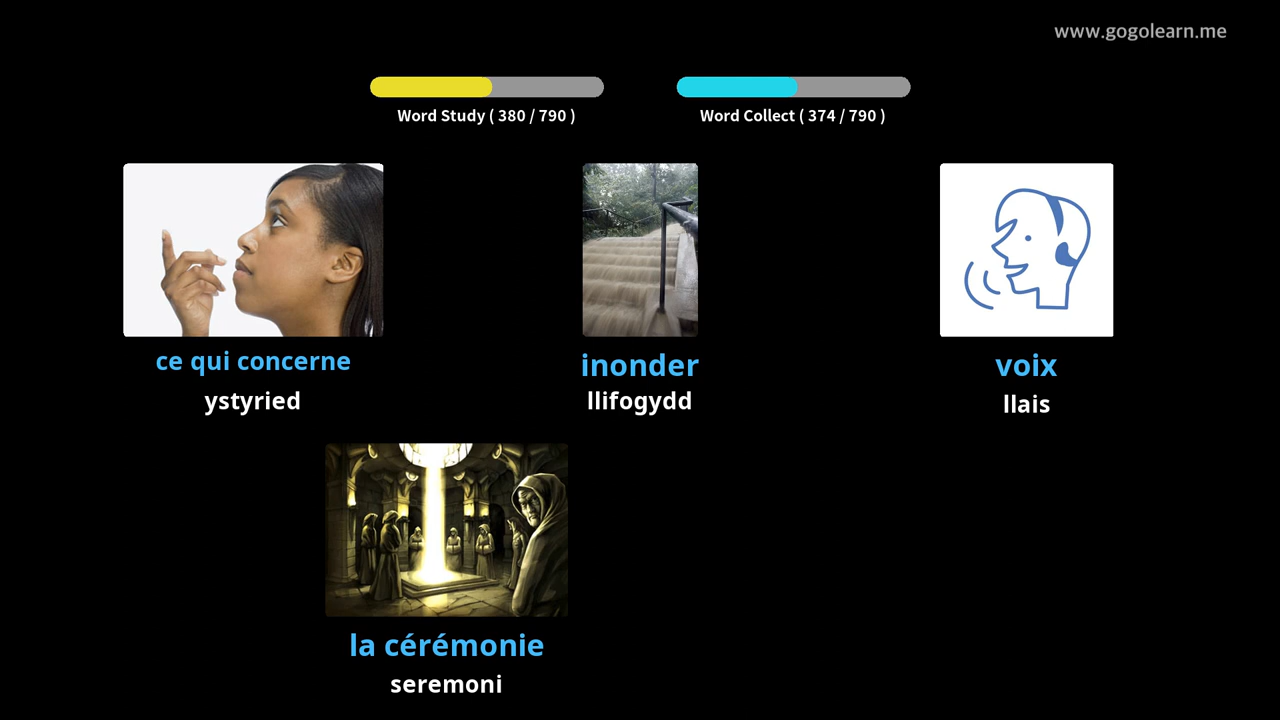 www.gogolearn.me
Word Study ( 380 / 790 )
Word Collect ( 374 / 790 )
ce qui concerne
ystyried
inonder
llifogydd
voix
llais
la cérémonie
seremoni